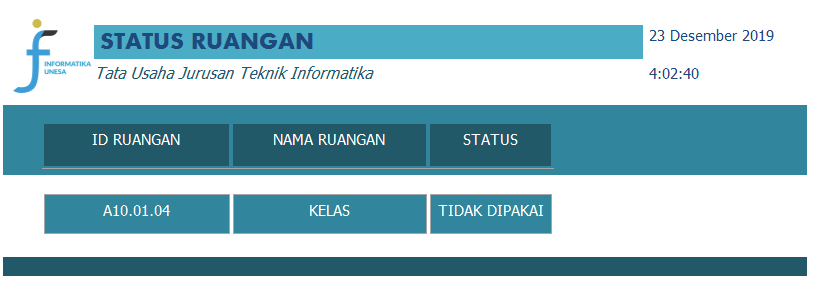 INFORMATIKA
UNESA
STATUS RUANGAN
Tata Usaha Jurusan Teknik Informatika
23 Desember 2019
4:02:40
ID RUANGAN NAMA RUANGAN STATUS
A10.01.04 KELAS TIDAK DIPAKAI